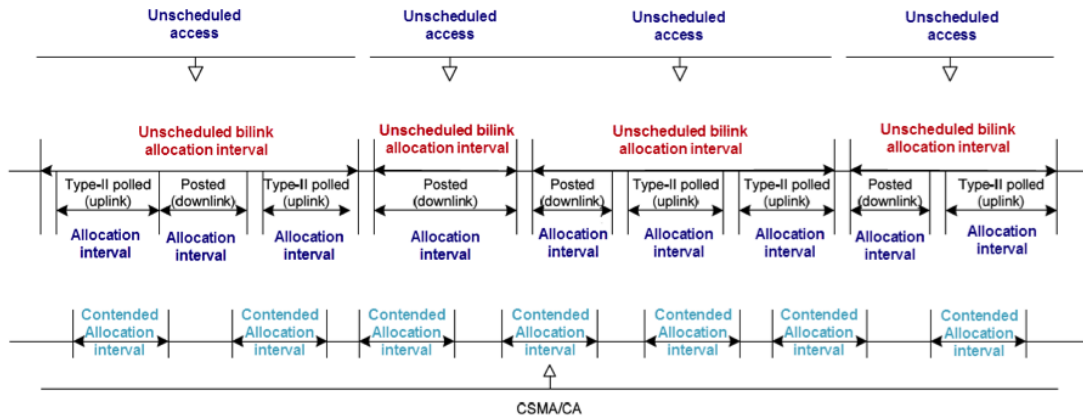 Unscheduled Unscheduled Unscheduled Unscheduled
access access access access
Unscheduled bilink Unscheduled bilink Unscheduled bilink Unscheduled bilink
allocation interval allocation interval allocation interval allocation interval
Type-II polled Posted Type-II polled Posted Posted Type-II polled Type-II polled Posted Type-II polled
(uplink) (downlink) (uplink) (downlink) (downlink) (uplink) (uplink) (downlink) (uplink)
Allocation Allocation Allocation Allocation Allocation Allocation Allocation Allocation Allocation
interval interval interval interval interval interval interval interval interval
Contended Contended Contended Contended Contended Contended Contended
Allocation Allocation Allocation Allocation Allocation Allocation Allocation
interval interval interval interval interval interval interval
CSMA/CA